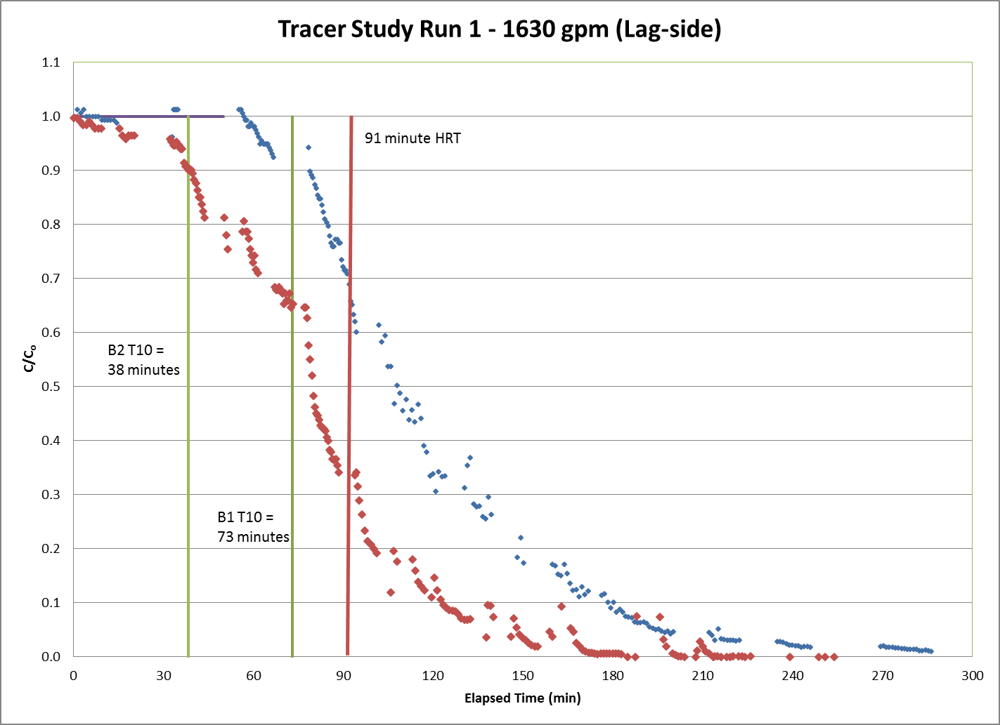 Tracer Study Run 1 - 1630 gpm (Lag-side)
1.1
1.0
0.9
0.8
0.7
0.6
0.5
0.4
0.3
0.2
0.1
0.0
C/Co
91 minute HRT
B2 T10 =
38 minutes
B1 T10 =
73 minutes
0 30 60 90 120 150 180 210 240 270 300
Elapsed Time (min)